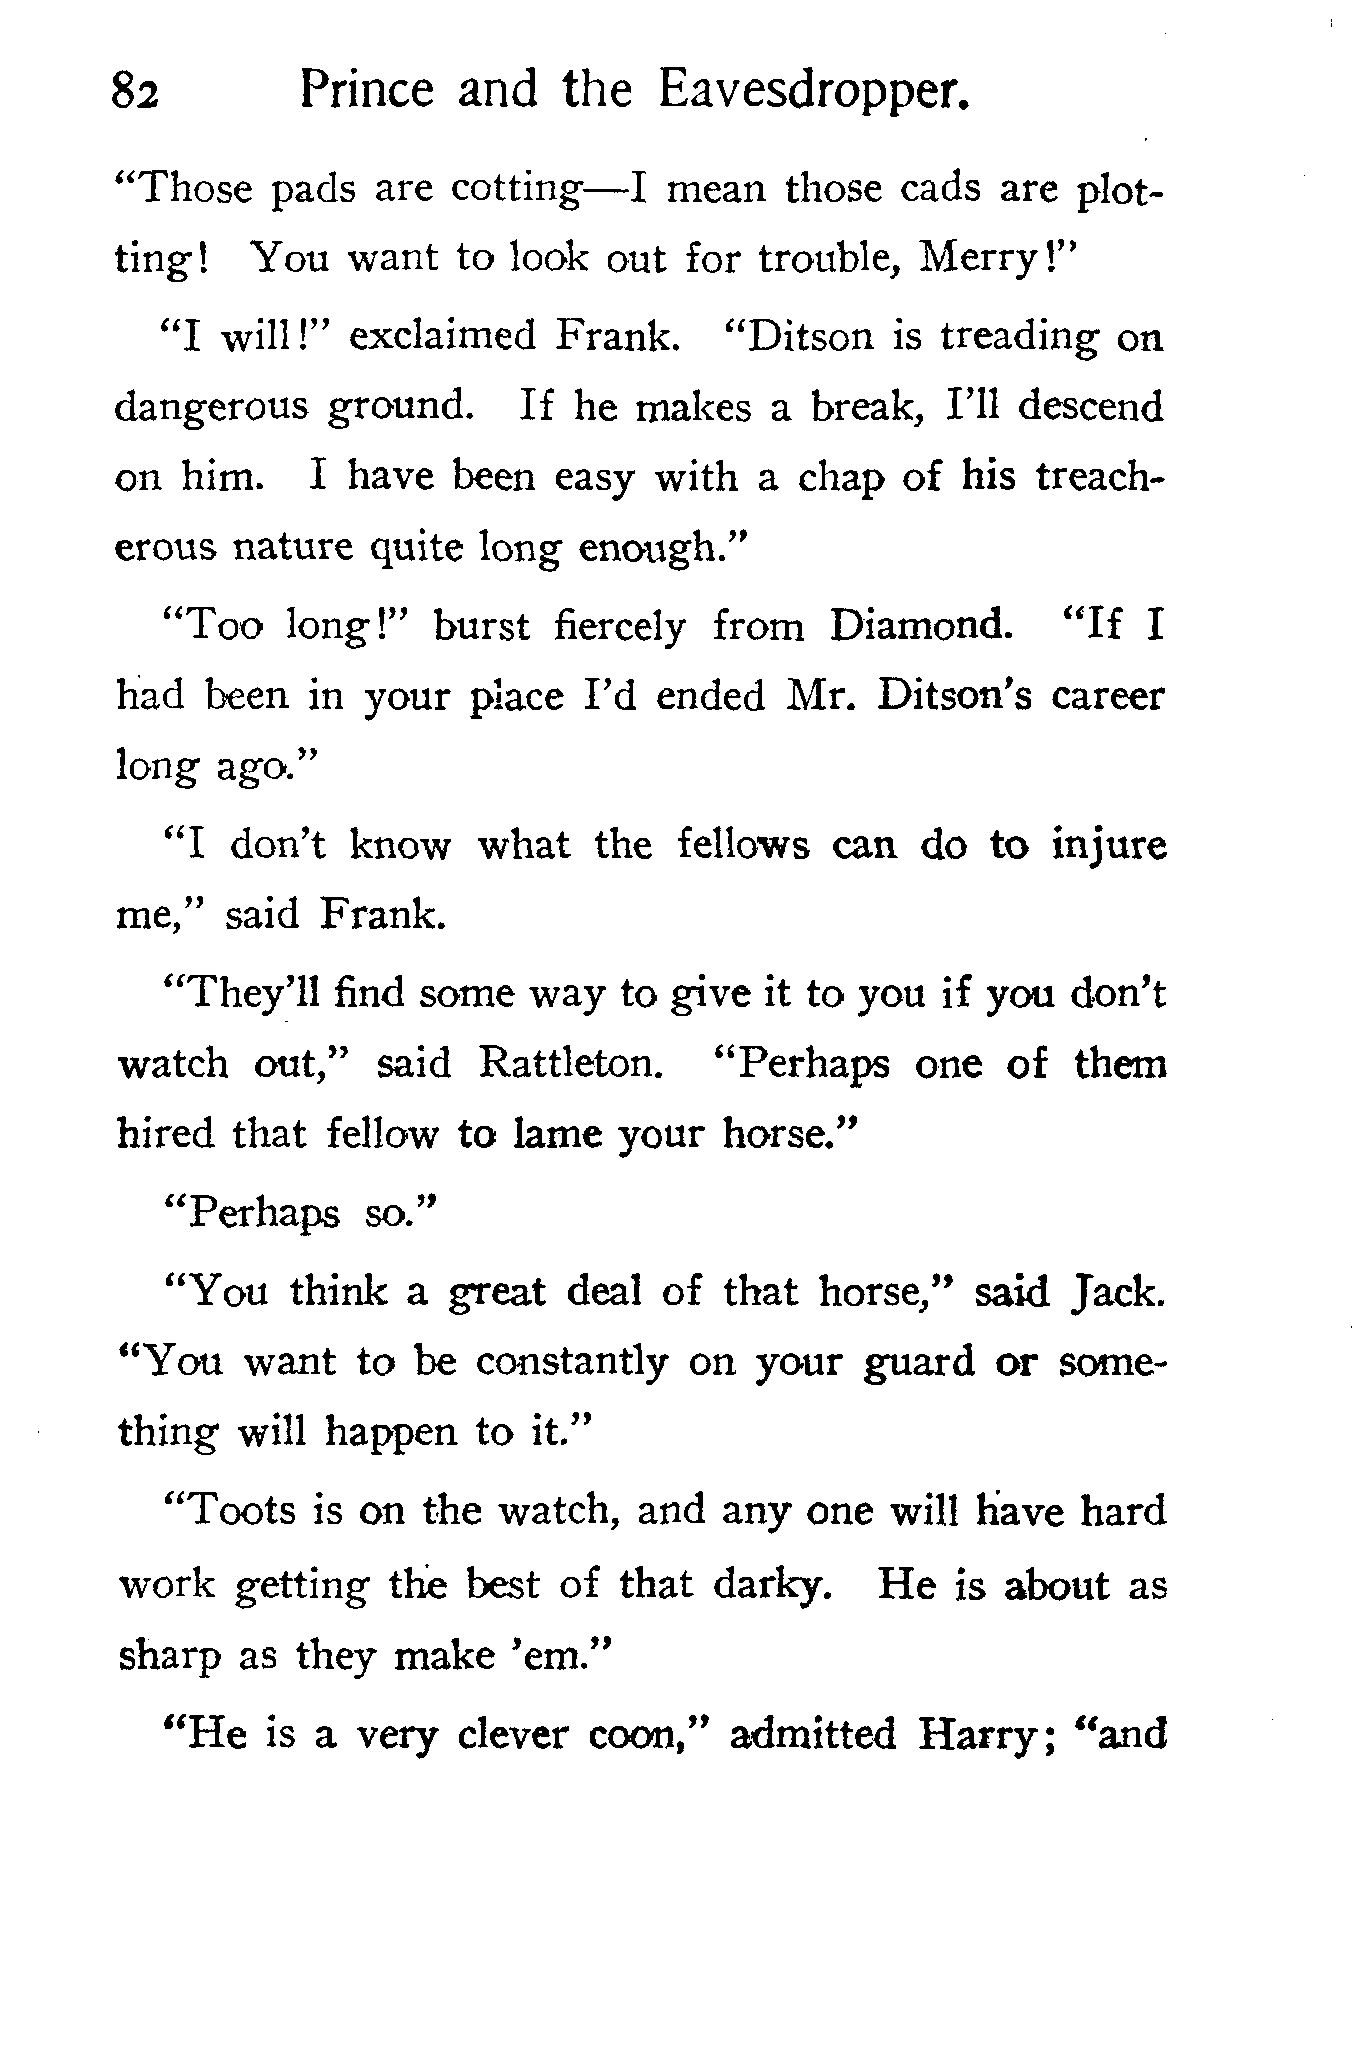 82 Prince and the Eavesdropper.
“Those pads are cotting—I mean those cads are plot-
ting! You want to look out for trouble, Merry!”
“I will!” exclaimed Frank. “Ditson is treading on
dangerous ground. If he makes a break, I’ll descend
on him. I have been easy with a chap of his treach-
erous nature quite long enough.”
“Too long!” burst fiercely from Diamond. “If I
had been in your place I’d ended Mr. Ditson’s career
long ago.”
“I don’t know what the fellows can do to injure
me,” said Frank.
“They’ll find some way to give it to you if you don’t
watch out,” said Rattleton. “Perhaps one of them
hired that fellow to lame your horse.”
“Perhaps so.”
“You think a great deal of that horse,” said Jack.
“You want to be constantly on your guard or some-
thing will happen to it.”
“Toots is on the watch, and any one will have hard
work getting the best of that darky. He is about as
sharp as they make ’em.”
“He is a very clever coon,” admitted Harry; “and